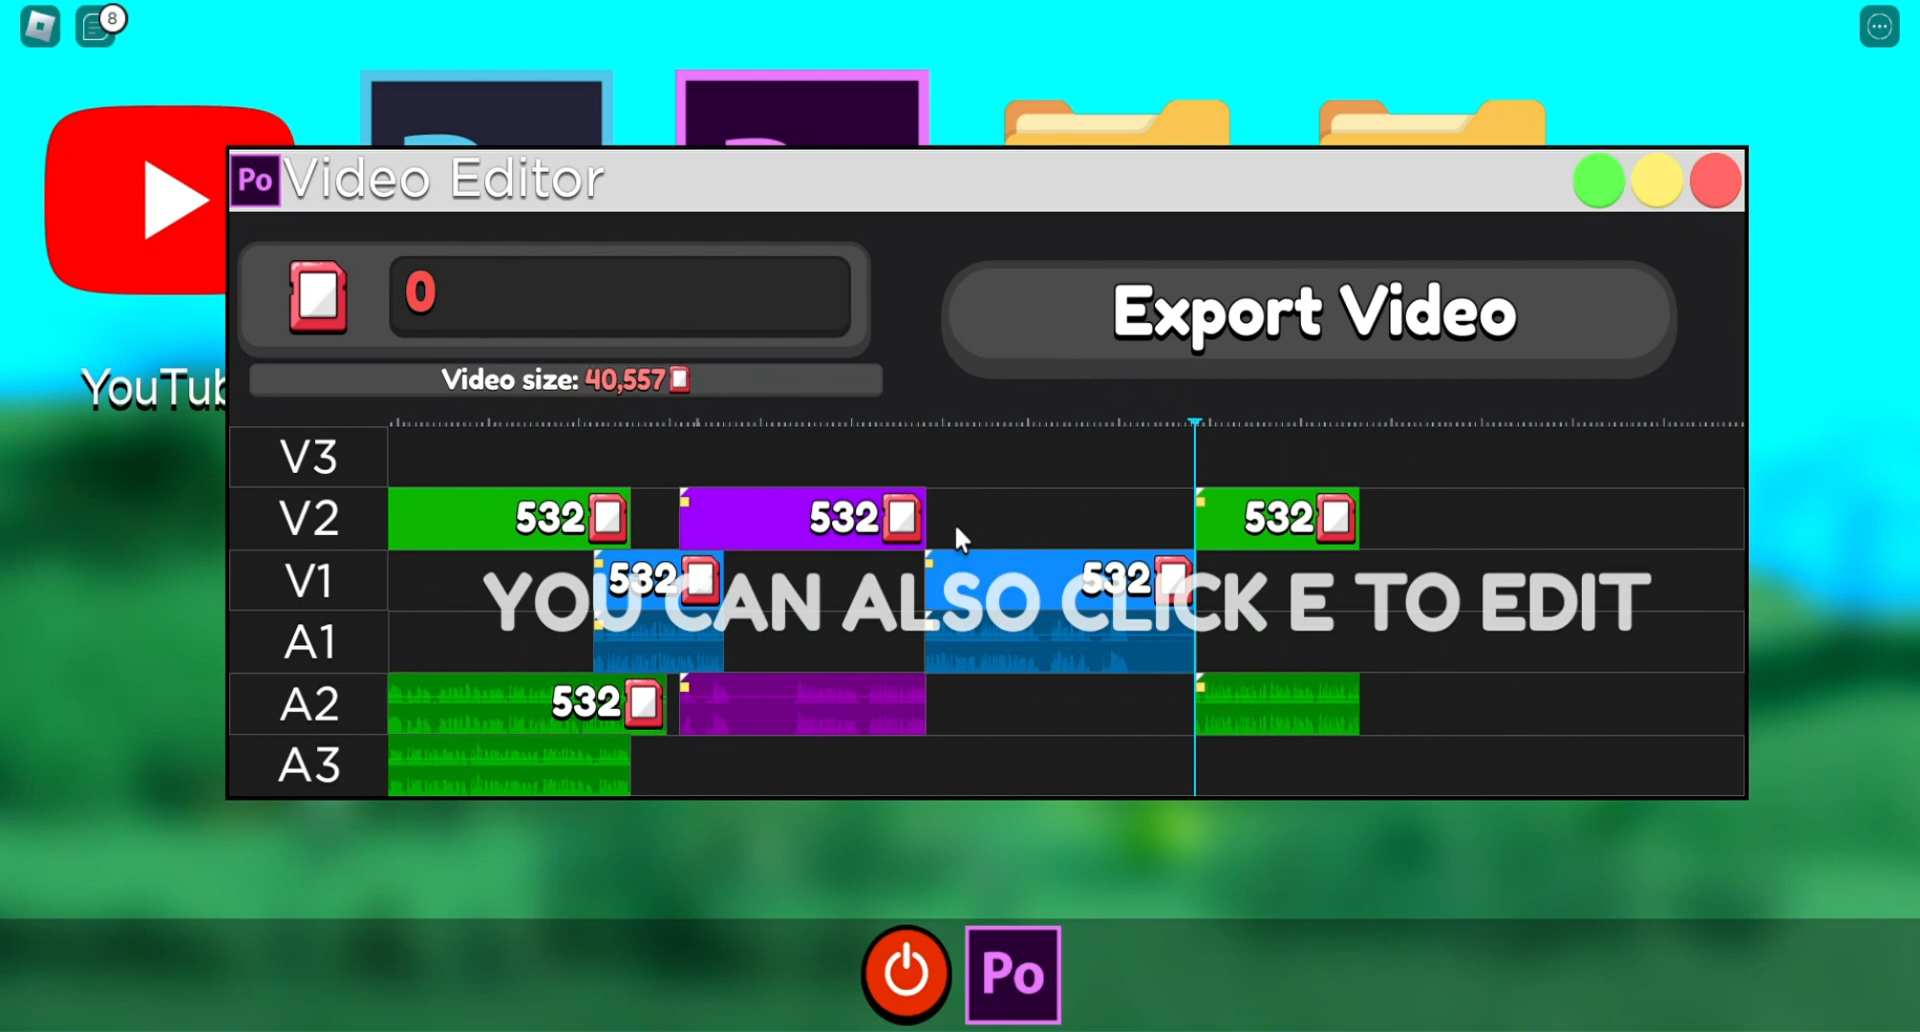 8
Po Video Editor
0
Export Video
Video size: 40,557
V3
V2 532 532 532
V1 532 532
YOU CAN ALSO CLICK E TO EDIT
A1
A2 532
A3
YouTub
Po